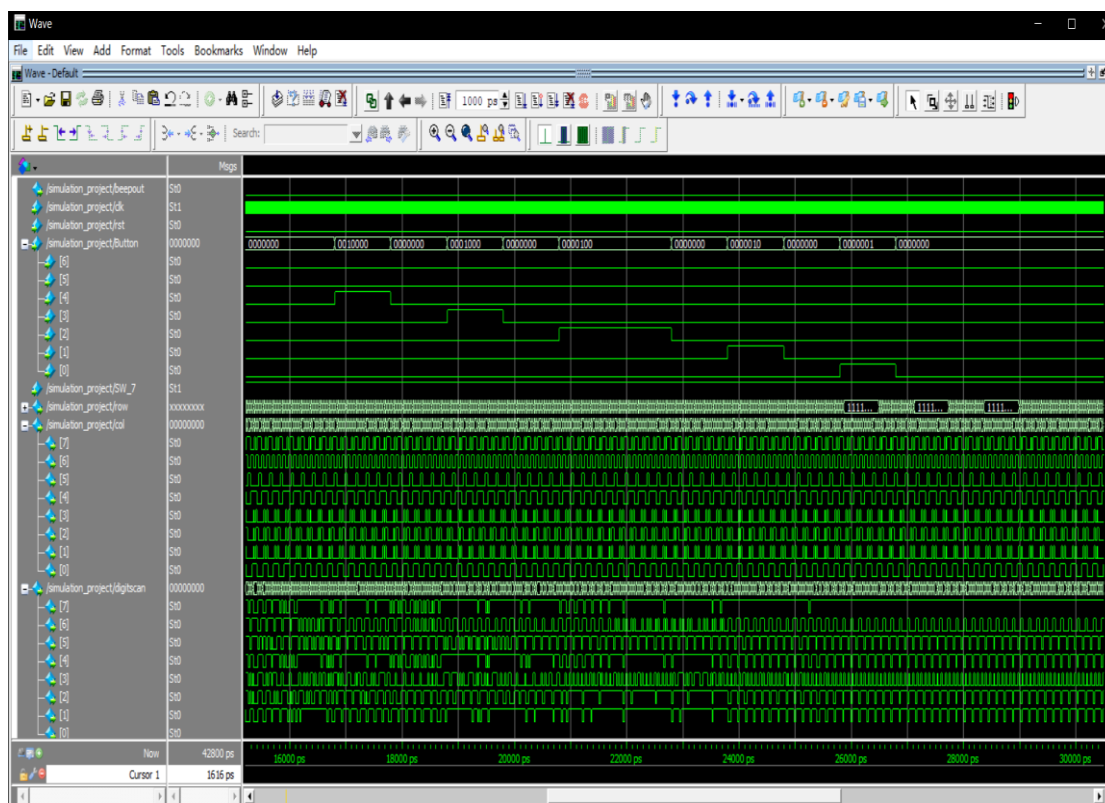 Wave
File Edit View Add Format Tools Bookmarks Window Help
Wave - Default
1000 ps
Search:
Msgs
/simulation_project/beepout St0
/simulation_project/clk St1
/simulation_project/rst St0
/simulation_project/Button 0000000 0000000 0010000 0000000 0001000 0000000 0000100 0000000 0000010 0000000 0000001 0000000
[6] St0
[5] St0
[4] St0
[3] St0
[2] St0
[1] St0
[0] St0
/simulation_project/SW_7 St1
/simulation_project/row xxxxxxxx 1111... 1111... 1111...
/simulation_project/col 00000000
[7] St0
[6] St0
[5] St0
[4] St0
[3] St0
[2] St0
[1] St0
[0] St0
/simulation_project/digitscan 00000000
[7] St0
[6] St0
[5] St0
[4] St0
[3] St0
[2] St0
[1] St0
[0] St0
Now 42800 ps 16000 ps 18000 ps 20000 ps 22000 ps 24000 ps 26000 ps 28000 ps 30000 ps
Cursor 1 1616 ps